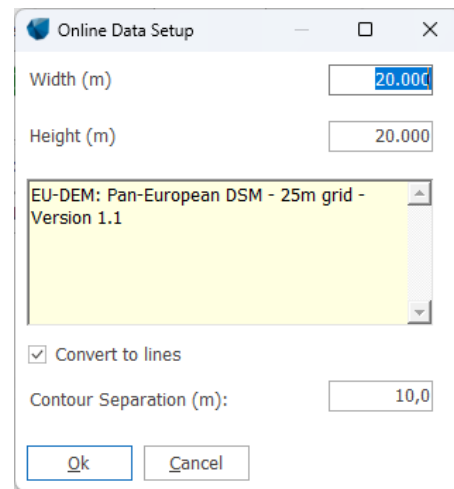 Online Data Setup
Width (m)
20.000
Height (m)
20.000
EU-DEM: Pan-European DSM - 25m grid -
Version 1.1
Convert to lines
Contour Separation (m):
10,0
Ok
Cancel